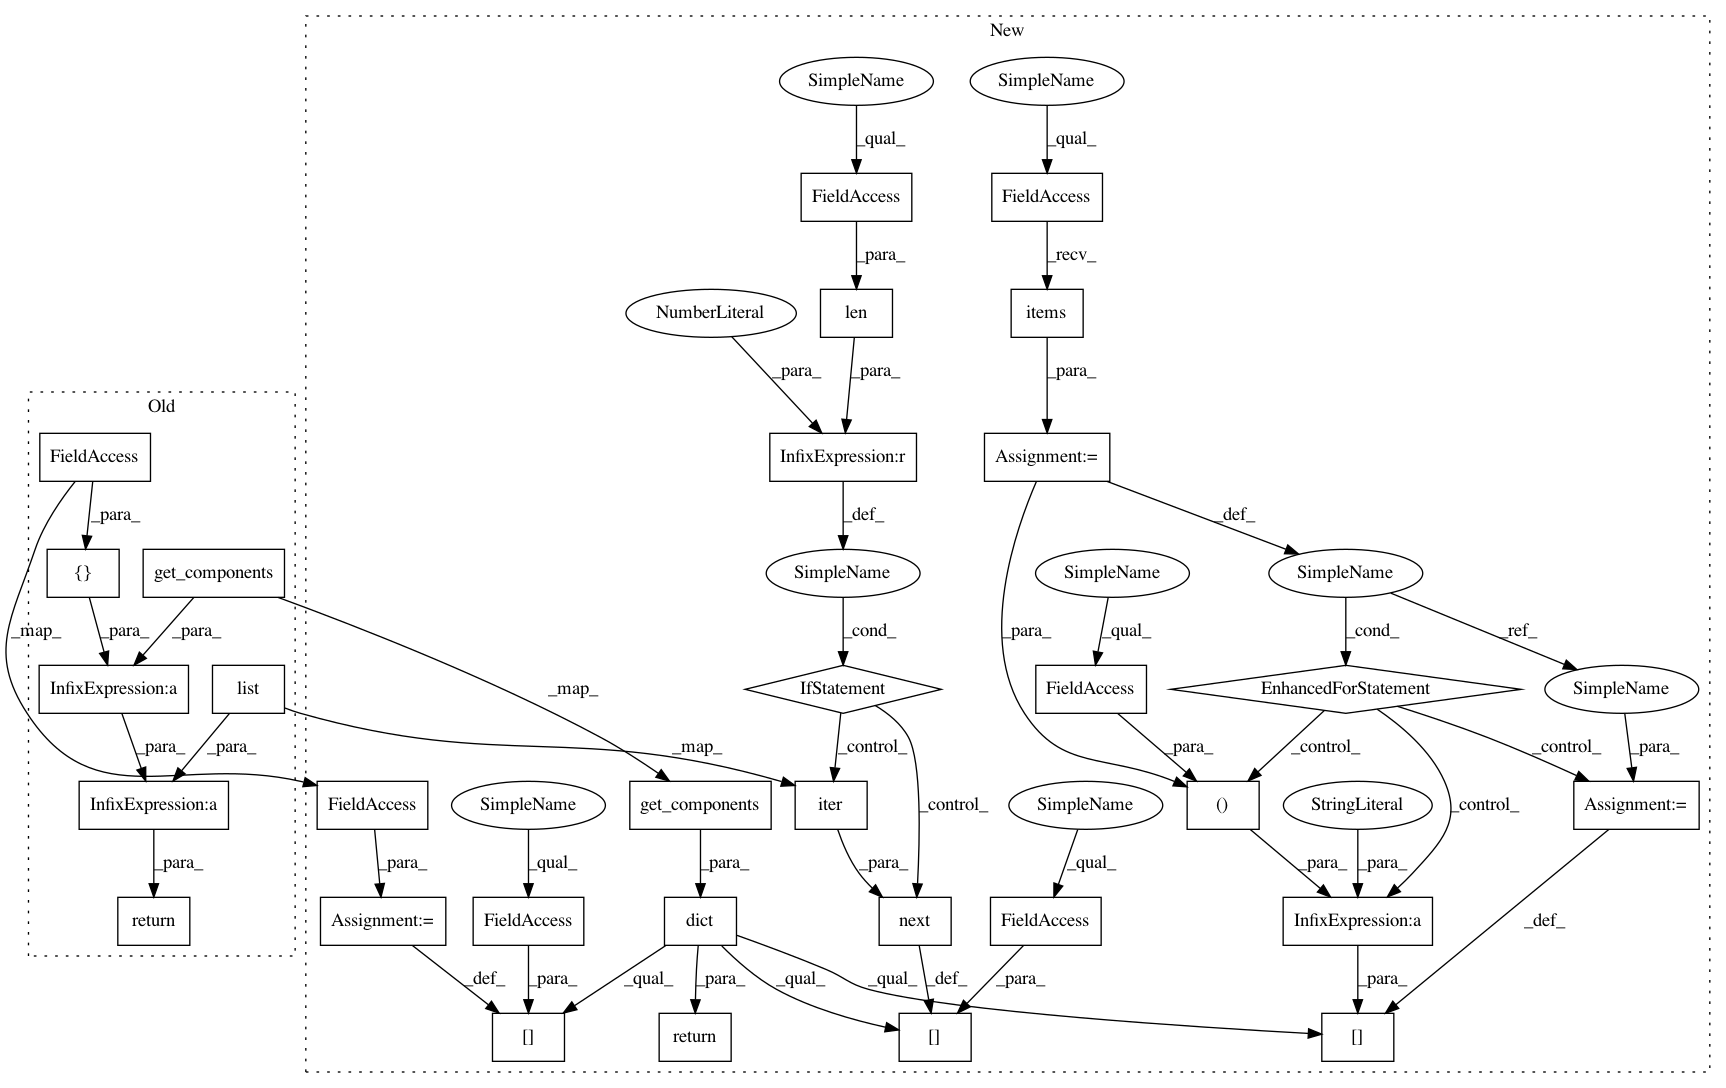 New
SimpleName
SimpleName
_qual_
_qual_
FieldAccess
FieldAccess
_para_
_recv_
NumberLiteral
len
items
_para_
_para_
_para_
Old
FieldAccess
InfixExpression:r
Assignment:=
_para_
_def_
_def_
{}
get_components
SimpleName
SimpleName
SimpleName
_map_
_para_
_para_
_cond_
_para_
_qual_
_cond_
_ref_
InfixExpression:a
list
_map_
IfStatement
FieldAccess
EnhancedForStatement
SimpleName
_para_
_para_
_map_
_control_
_para_
_control_
_control_
_para_
InfixExpression:a
FieldAccess
SimpleName
get_components
iter
_control_
SimpleName
()
StringLiteral
_control_
Assignment:=
_para_
_para_
_qual_
_para_
_para_
_qual_
_para_
_para_
return
Assignment:=
FieldAccess
dict
next
FieldAccess
InfixExpression:a
_def_
_def_
_para_
_qual_
_para_
_qual_
_qual_
_def_
_para_
_para_
[]
return
[]
[]